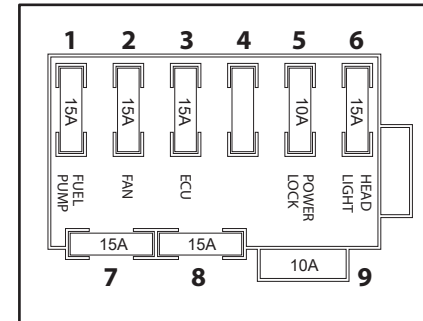 1 2 3 4 5 6
15A 15A 15A 10A 15A
FUEL PUMP
FAN
ECU
POWER LOCK
HEAD LIGHT
15A 15A
10A
7 8 9